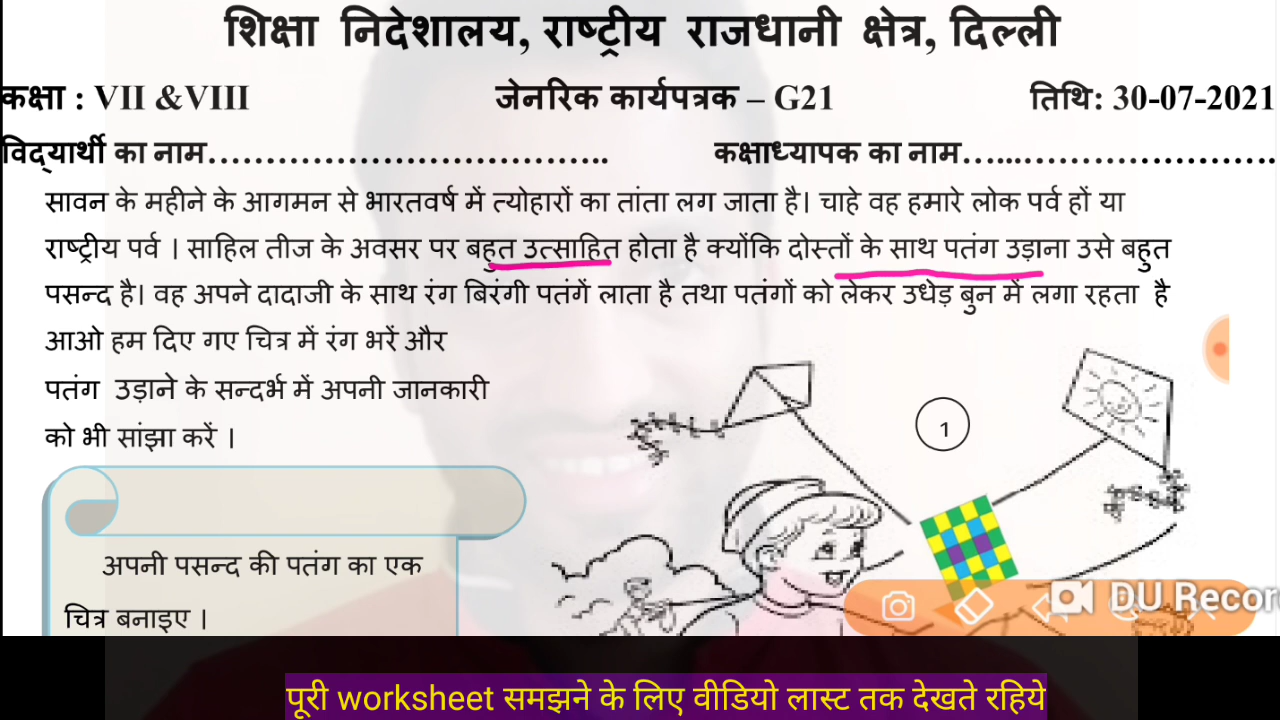 शिक्षा निदेशालय, राष्ट्रीय राजधानी क्षेत्र, दिल्ली
कक्षा : VII &VIII जेनरिक कार्यपत्रक – G21 तिथि: 30-07-2021
विद्यार्थी का नाम……………………………….. कक्षाध्यापक का नाम…...………………….
सावन के महीने के आगमन से भारतवर्ष में त्योहारों का तांता लग जाता है। चाहे वह हमारे लोक पर्व हों या
राष्ट्रीय पर्व । साहिल तीज के अवसर पर बहुत उत्साहित होता है क्योंकि दोस्तों के साथ पतंग उड़ाना उसे बहुत
पसन्द है। वह अपने दादाजी के साथ रंग बिरंगी पतंगें लाता है तथा पतंगों को लेकर उधेड़ बुन में लगा रहता है
आओ हम दिए गए चित्र में रंग भरें और
पतंग उड़ाने के सन्दर्भ में अपनी जानकारी
को भी सांझा करें ।
1
अपनी पसन्द की पतंग का एक
चित्र बनाइए ।
DU Recor
पूरी worksheet समझने के लिए वीडियो लास्ट तक देखते रहिये